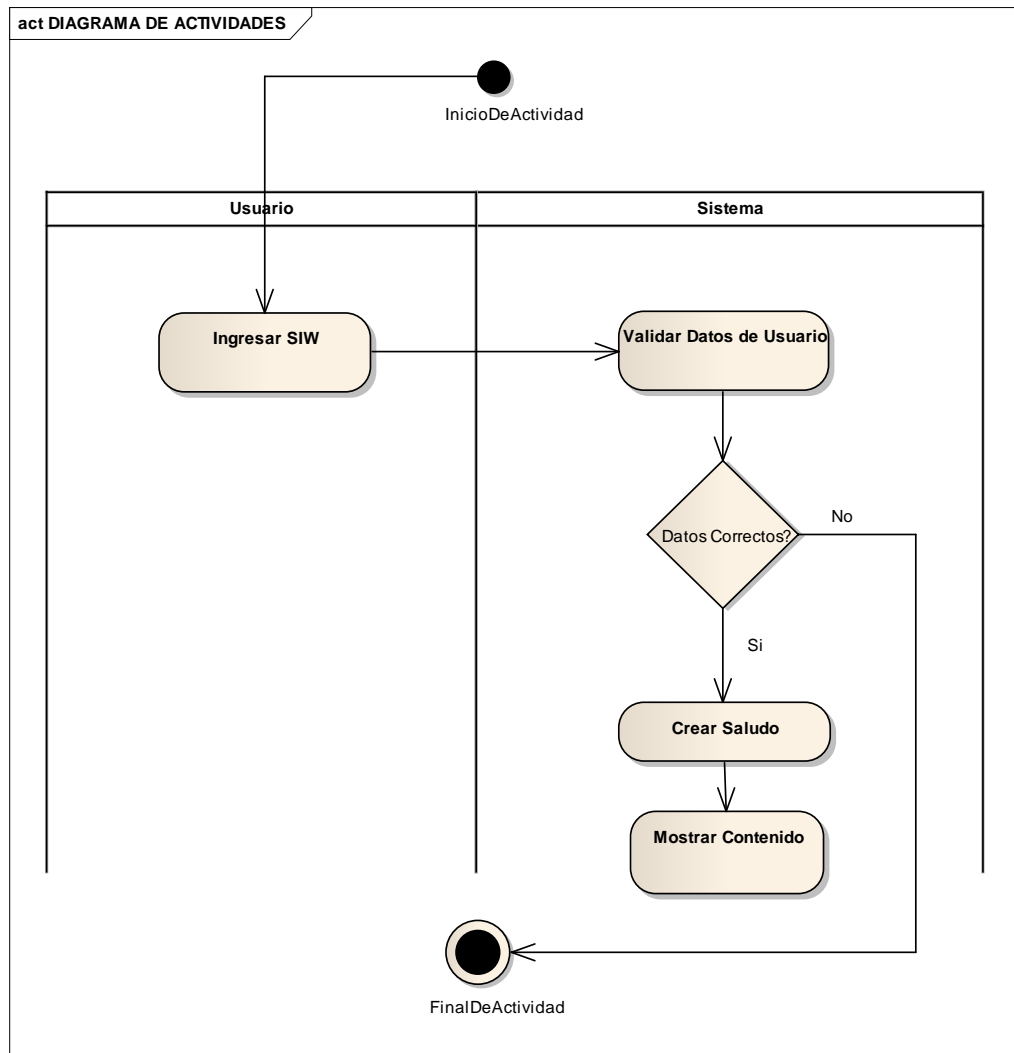 act DIAGRAMA DE ACTIVIDADES
InicioDeActividad
Usuario
Sistema
Ingresar SIW
Validar Datos de Usuario
Datos Correctos?
No
Si
Crear Saludo
Mostrar Contenido
FinalDeActividad